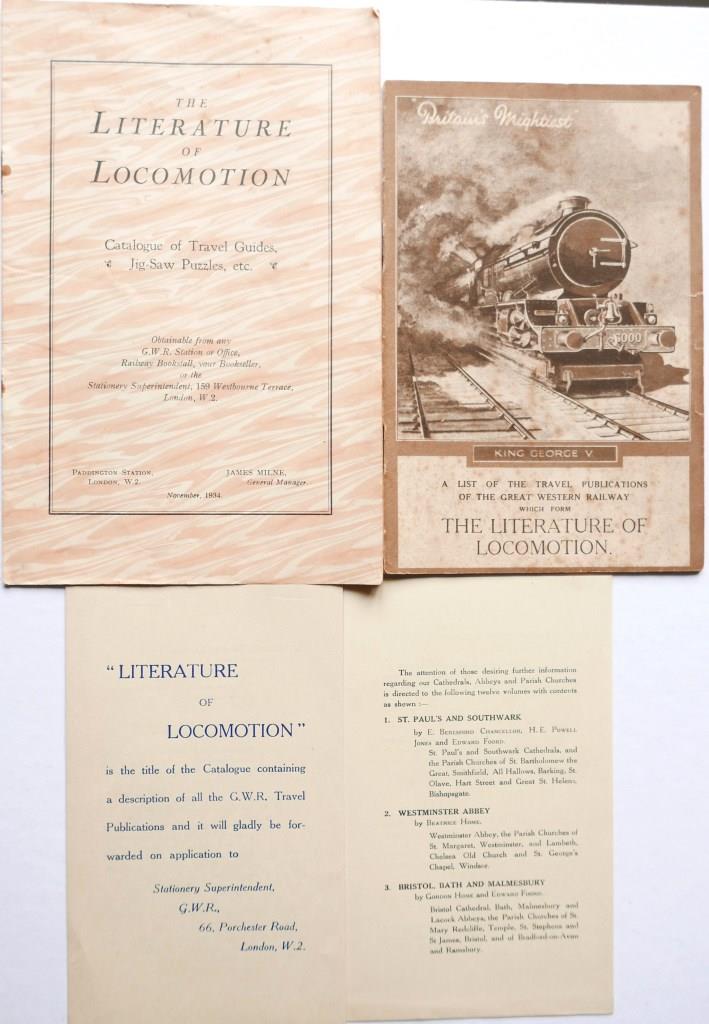 THE
LITERATURE
OF
LOCOMOTION
Catalogue of Travel Guides,
Jig-Saw Puzzles, etc.
Obtainable from any
G.W.R. Station or Office,
Railway Bookstall, your Bookseller,
or the
Stationery Superintendent, 159 Westbourne Terrace,
London, W.2.
PADDINGTON STATION,
LONDON, W.2.
JAMES MILNE,
General Manager.
November, 1934.
Britain's Mightiest
6000
KING GEORGE V.
A LIST OF THE TRAVEL PUBLICATIONS
OF THE GREAT WESTERN RAILWAY
WHICH FORM
THE LITERATURE OF
LOCOMOTION.
"LITERATURE
OF
LOCOMOTION"
is the title of the Catalogue containing
a description of all the G.W.R. Travel
Publications and it will gladly be for-
warded on application to
Stationery Superintendent,
G.W.R.,
66, Porchester Road,
London, W.2.
The attention of those desiring further information
regarding our Cathedrals, Abbeys and Parish Churches
is directed to the following twelve volumes with contents
as shown :—
1. ST. PAUL'S AND SOUTHWARK
by E. BERESFORD CHANCELLOR, H. E. POWELL
JONES and EDWARD FOORD.
St. Paul's and Southwark Cathedrals, and
the Parish Churches of St. Bartholomew the
Great, Smithfield, All Hallows, Barking, St.
Olave, Hart Street and Great St. Helens,
Bishopsgate.
2. WESTMINSTER ABBEY
by BEATRICE HOME.
Westminster Abbey, the Parish Churches of
St. Margaret, Westminster, and Lambeth,
Chelsea Old Church and St. George's
Chapel, Windsor.
3. BRISTOL, BATH AND MALMESBURY
by GORDON HOME and EDWARD FOORD.
Bristol Cathedral, Bath, Malmesbury and
Lacock Abbeys, the Parish Churches of St.
Mary Redcliffe, Temple, St. Stephens and
St James, Bristol, and of Bradford-on-Avon
and Ramsbury.